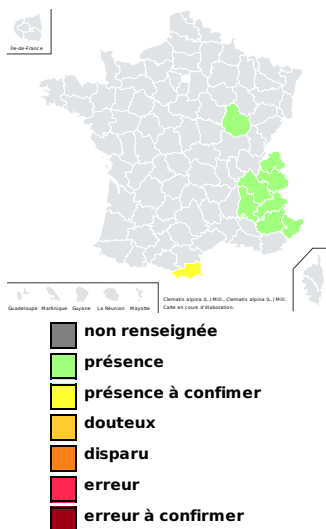 Île-de-France
Guadeloupe Martinique Guyane La Réunion Mayotte
Clematis alpina (L.) Mill., Clematis alpina (L.) Mill.
Carte en cours d'élaboration.
non renseignée
présence
présence à confimer
douteux
disparu
erreur
erreur à confirmer